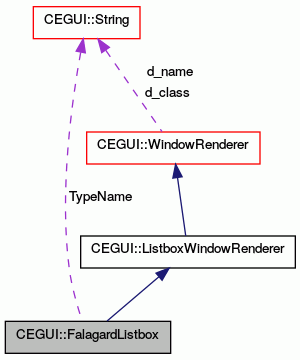 CEGUI::String
d_name
d_class
CEGUI::WindowRenderer
TypeName
CEGUI::ListboxWindowRenderer
CEGUI::FalagardListbox